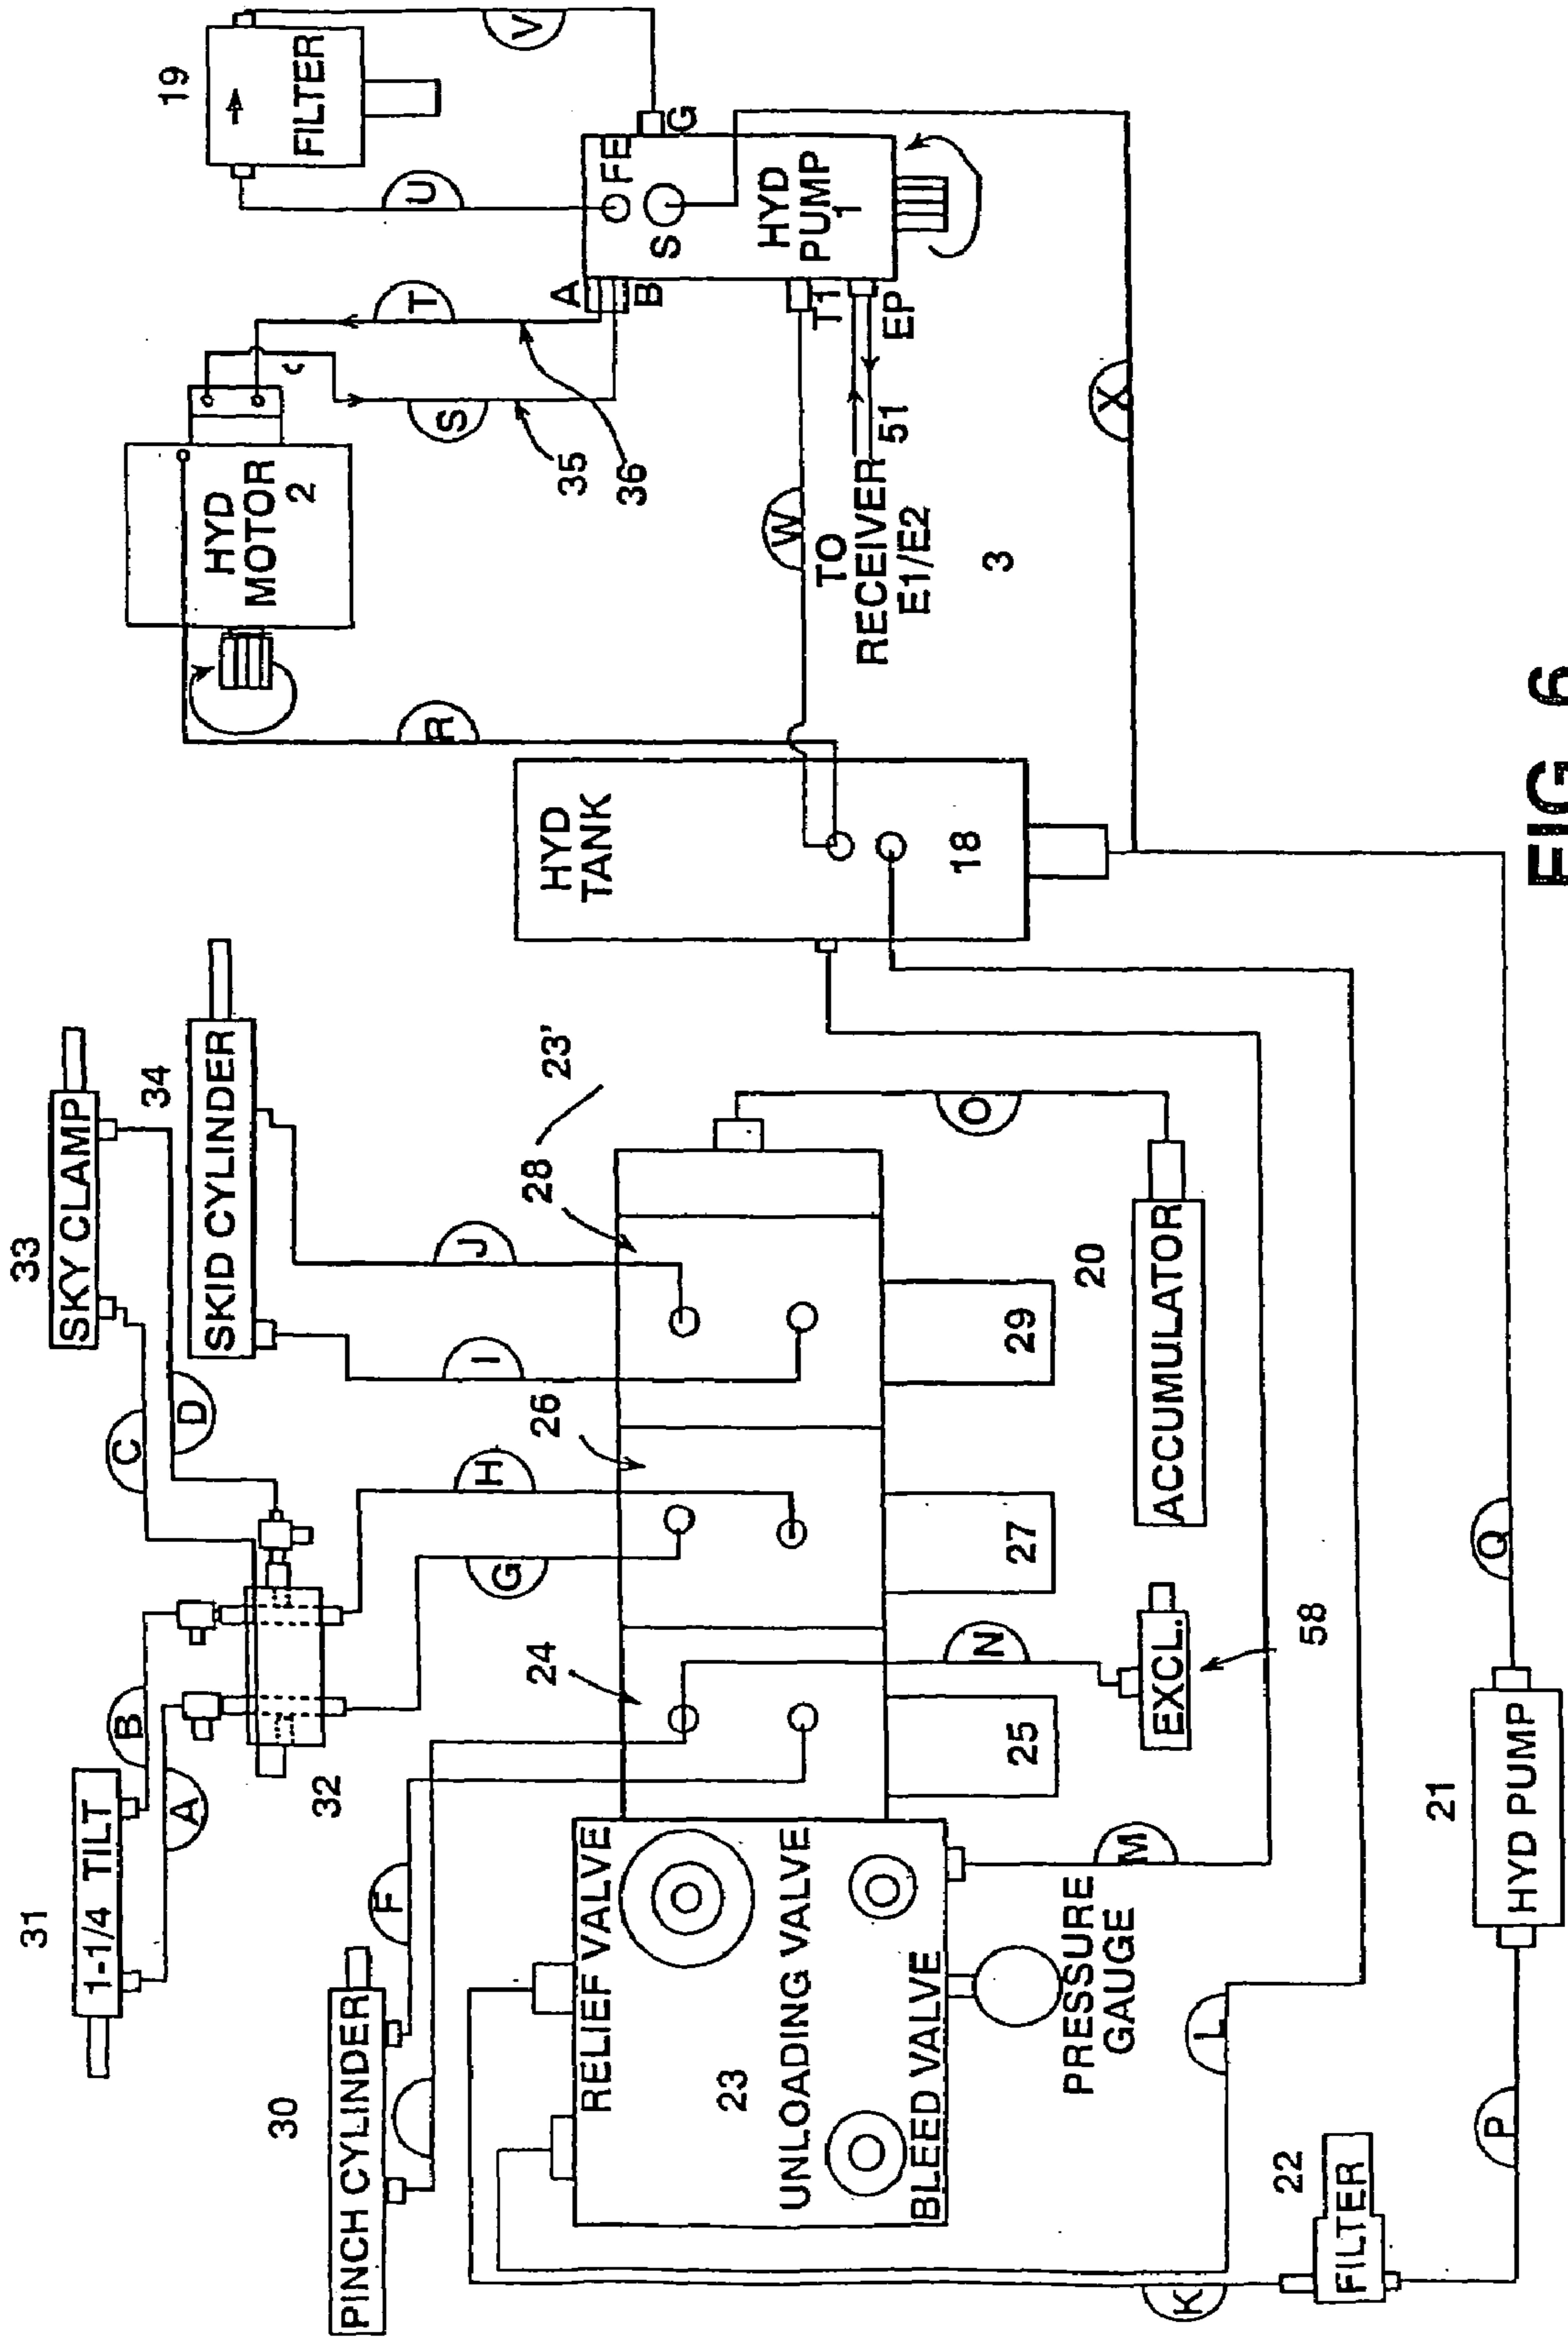 33
SKY CLAMP
34
SKID CYLINDER
C
D
31
1-1/4 TILT
B
A
32
30
PINCH CYLINDER
F
G
H
I
J
24
26
28
23'
RELIEF VALVE
23
UNLOADING VALVE
BLEED VALVE
PRESSURE
GAUGE
25
27
29
M
N
O
EXCL.
58
20
ACCUMULATOR
K
L
22
FILTER
P
21
HYD PUMP
Q
HYD
TANK
18
R
HYD
MOTOR
2
S
T
35
36
A
B
U
19
FILTER
V
FE
G
S
HYD
PUMP
1
T1
EP
W
TO
RECEIVER
E1/E2
51
3
X
FIG 6